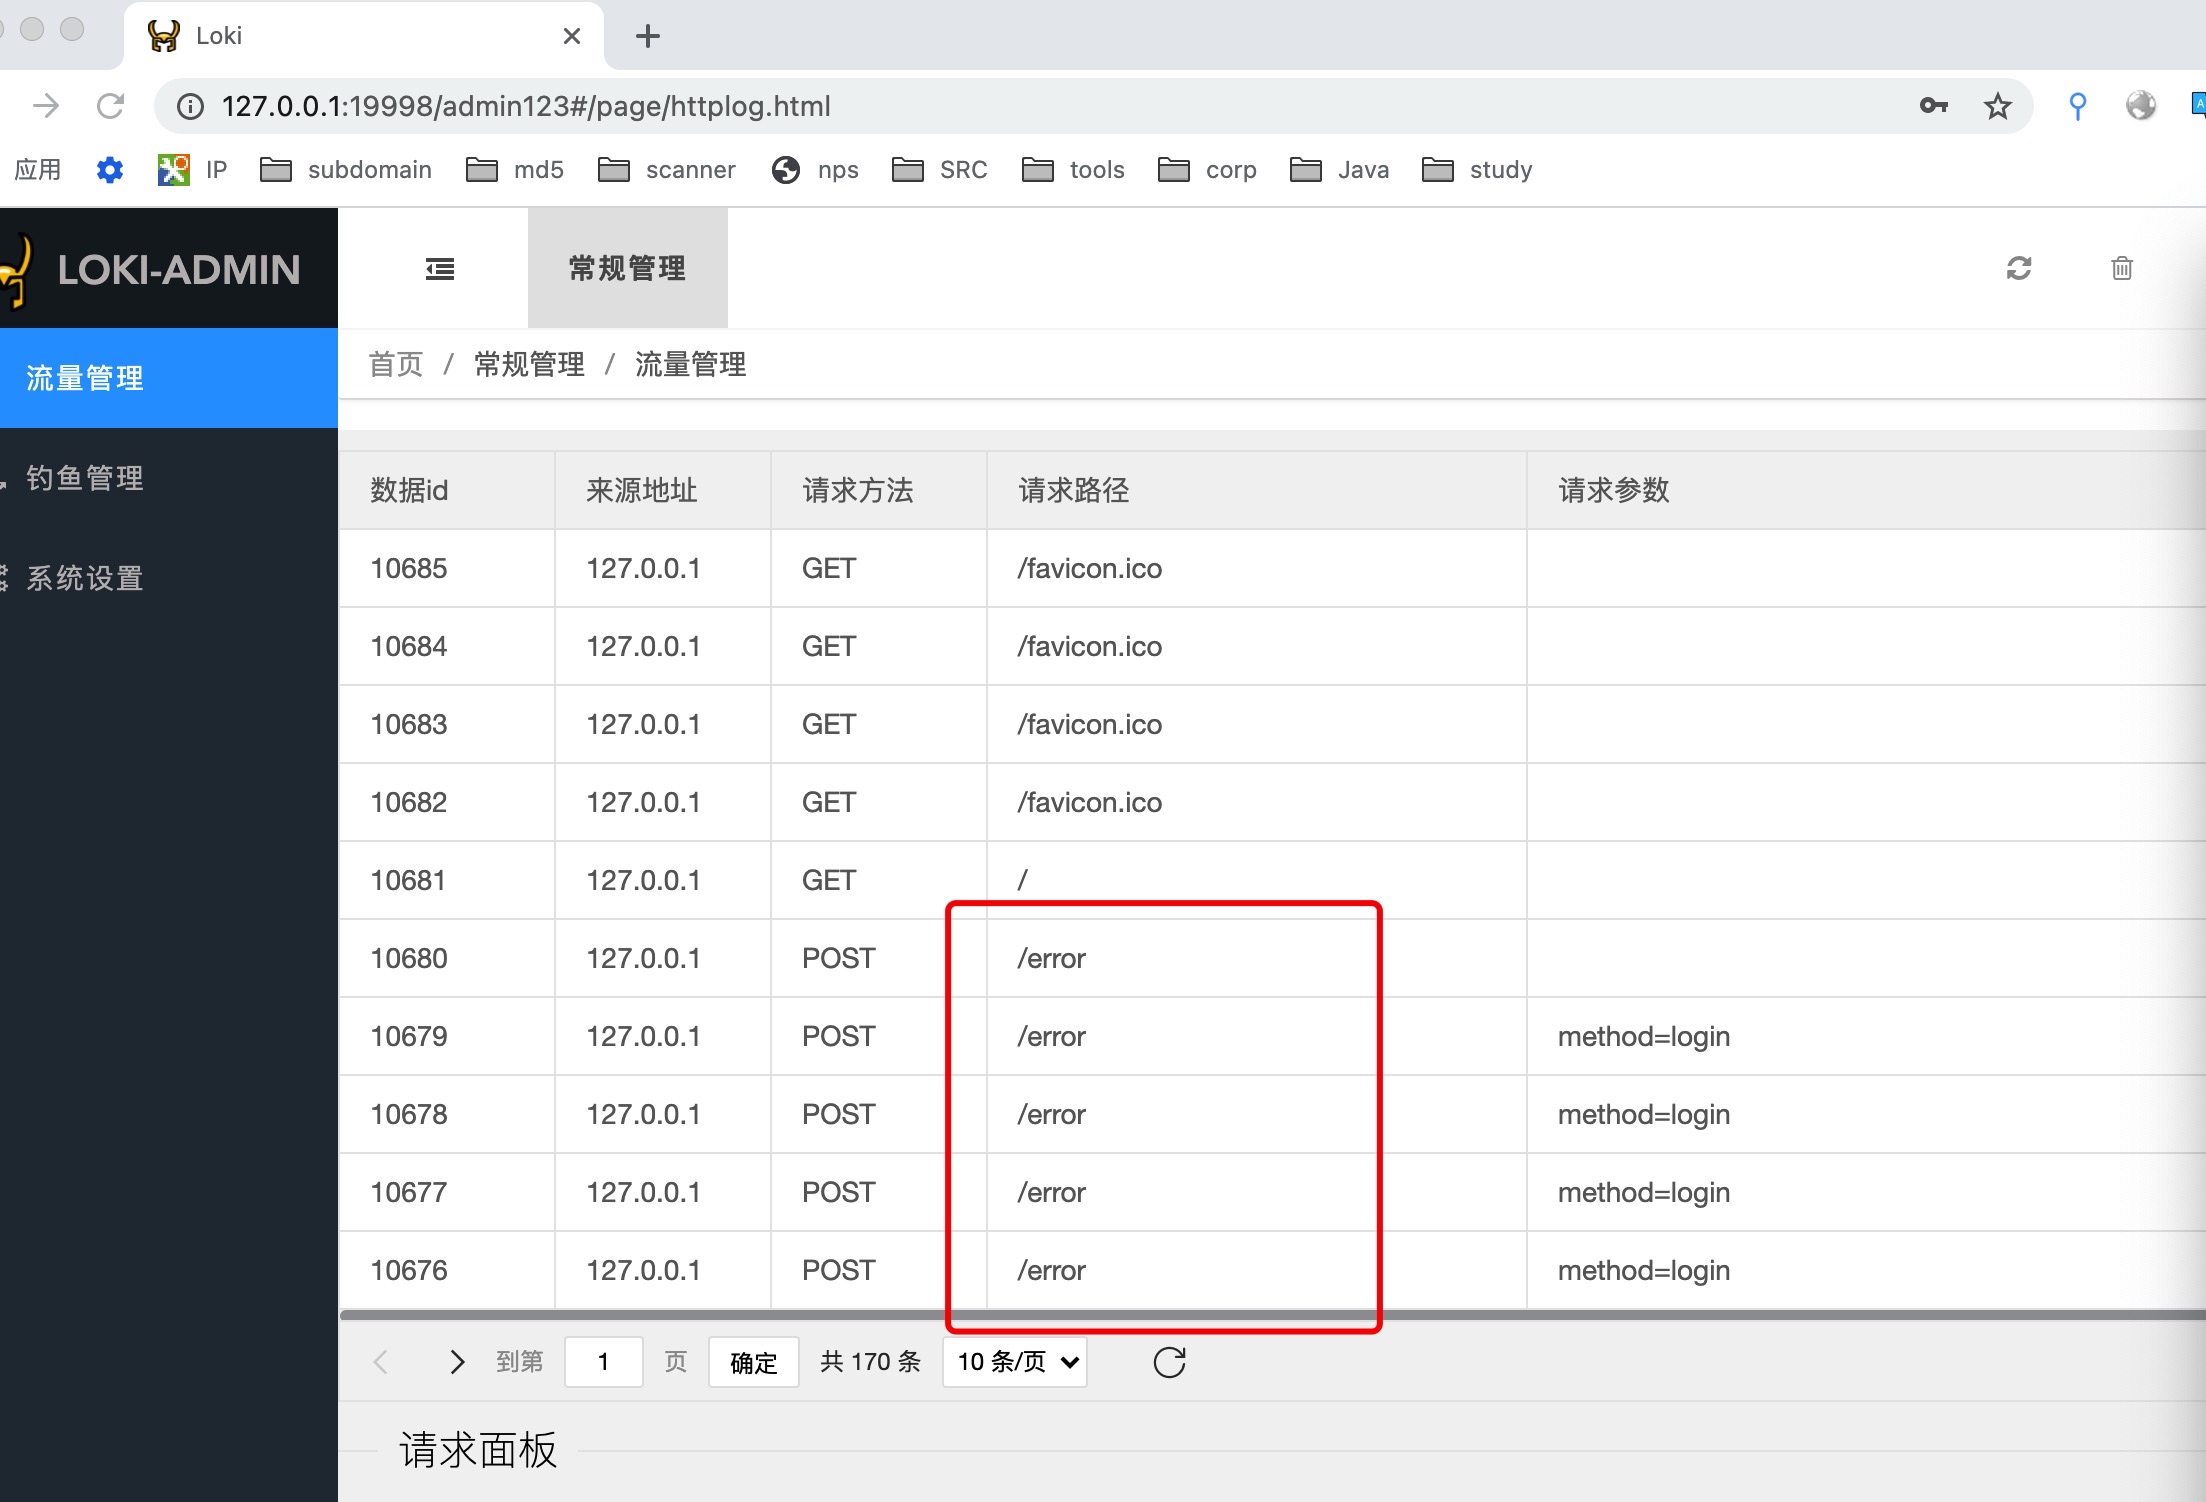 Loki
127.0.0.1:19998/admin123#/page/httplog.html
应用 IP subdomain md5 scanner nps SRC tools corp Java study
LOKI-ADMIN
常规管理
流量管理
钓鱼管理
系统设置
首页 / 常规管理 / 流量管理
数据id 来源地址 请求方法 请求路径 请求参数
10685 127.0.0.1 GET /favicon.ico
10684 127.0.0.1 GET /favicon.ico
10683 127.0.0.1 GET /favicon.ico
10682 127.0.0.1 GET /favicon.ico
10681 127.0.0.1 GET /
10680 127.0.0.1 POST /error
10679 127.0.0.1 POST /error method=login
10678 127.0.0.1 POST /error method=login
10677 127.0.0.1 POST /error method=login
10676 127.0.0.1 POST /error method=login
到第 1 页 确定 共 170 条 10 条/页
请求面板